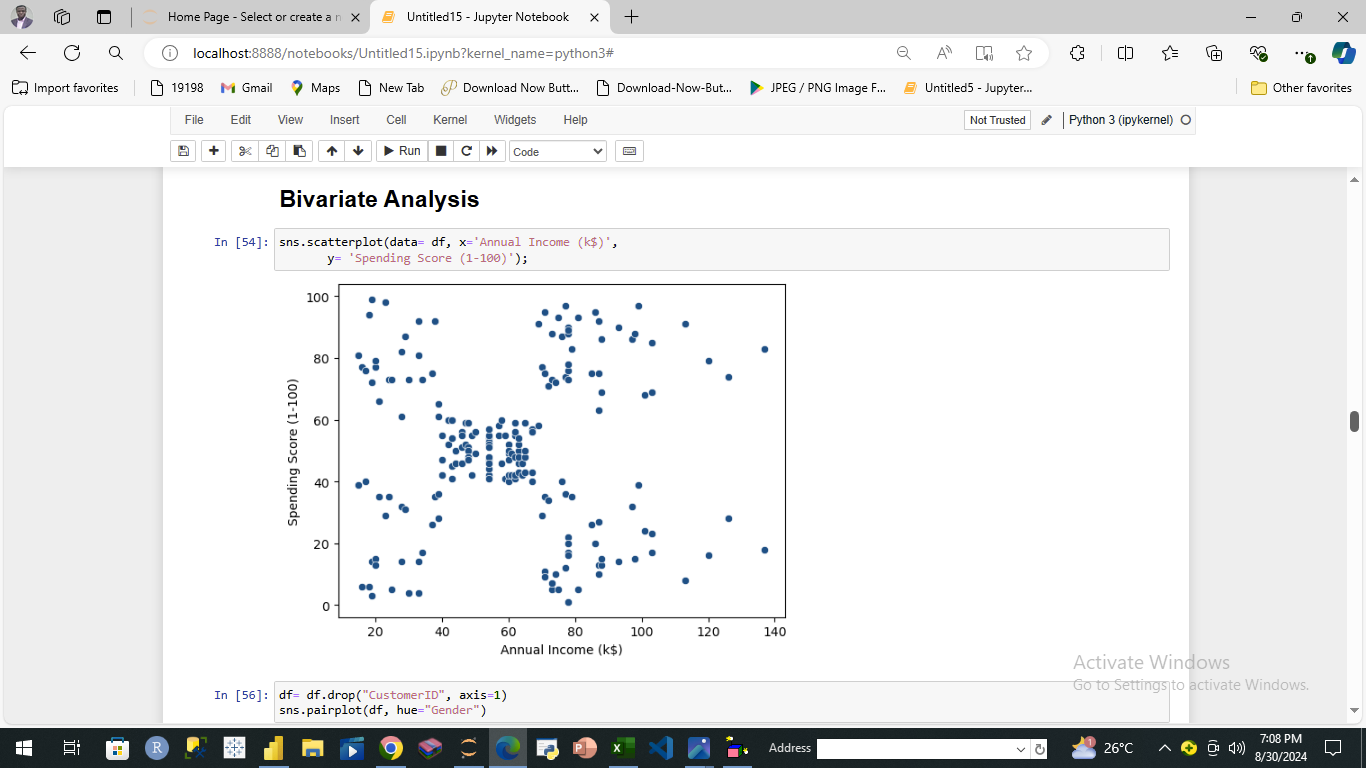 Home Page - Select or create a n
Untitled15 - Jupyter Notebook
localhost:8888/notebooks/Untitled15.ipynb?kernel_name=python3#
Import favorites
19198
Gmail
Maps
New Tab
Download Now Butt...
Download-Now-But...
JPEG / PNG Image F...
Untitled5 - Jupyter...
Other favorites
File Edit View Insert Cell Kernel Widgets Help
Not Trusted
Python 3 (ipykernel)
Run
Code
Bivariate Analysis
In [54]: sns.scatterplot(data= df, x='Annual Income (k$)',
y= 'Spending Score (1-100)');
100
80
60
40
20
0
Spending Score (1-100)
20 40 60 80 100 120 140
Annual Income (k$)
Activate Windows
Go to Settings to activate Windows.
In [56]: df= df.drop("CustomerID", axis=1)
sns.pairplot(df, hue="Gender")
Address
1
26°C
7:08 PM
8/30/2024